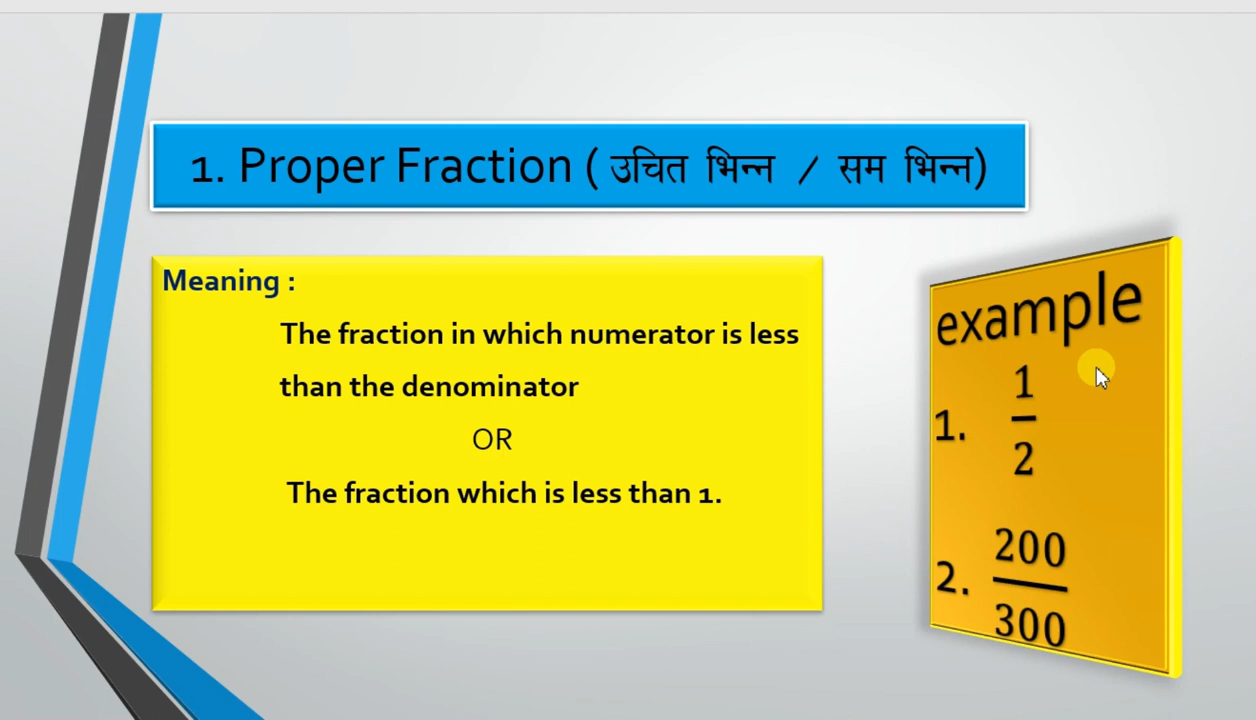 1. Proper Fraction ( उचित भिन्न / सम भिन्न)
Meaning :
The fraction in which numerator is less
than the denominator
OR
The fraction which is less than 1.
example
1. 1/2
2. 200/300